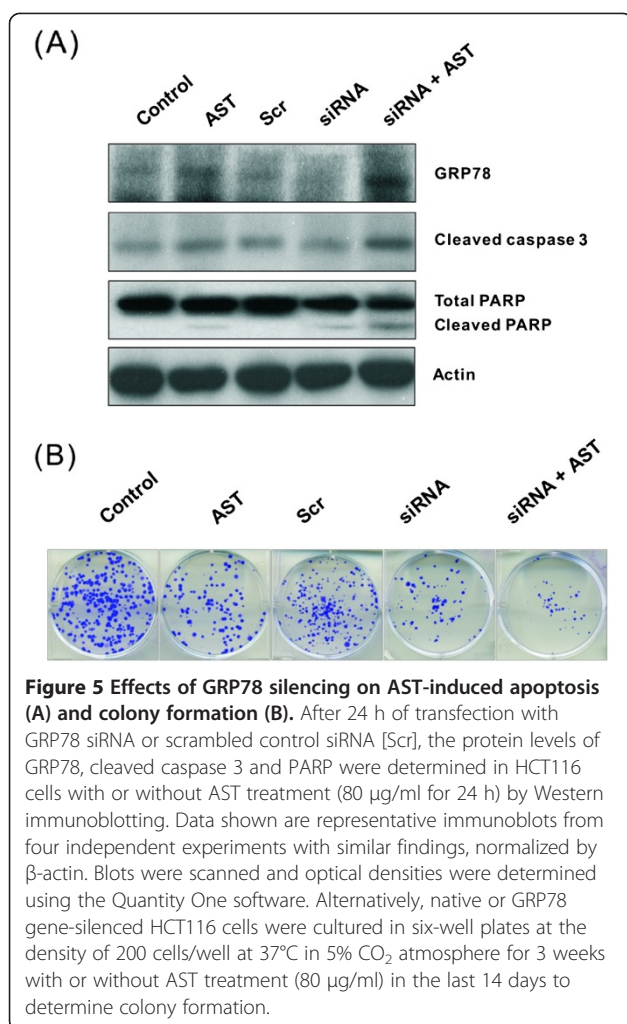 (A)
Control AST Scr siRNA siRNA + AST
GRP78
Cleaved caspase 3
Total PARP
Cleaved PARP
Actin
(B)
Control AST Scr siRNA siRNA + AST
Figure 5 Effects of GRP78 silencing on AST-induced apoptosis
(A) and colony formation (B). After 24 h of transfection with
GRP78 siRNA or scrambled control siRNA [Scr], the protein levels of
GRP78, cleaved caspase 3 and PARP were determined in HCT116
cells with or without AST treatment (80 μg/ml for 24 h) by Western
immunoblotting. Data shown are representative immunoblots from
four independent experiments with similar findings, normalized by
β-actin. Blots were scanned and optical densities were determined
using the Quantity One software. Alternatively, native or GRP78
gene-silenced HCT116 cells were cultured in six-well plates at the
density of 200 cells/well at 37°C in 5% CO₂ atmosphere for 3 weeks
with or without AST treatment (80 μg/ml) in the last 14 days to
determine colony formation.